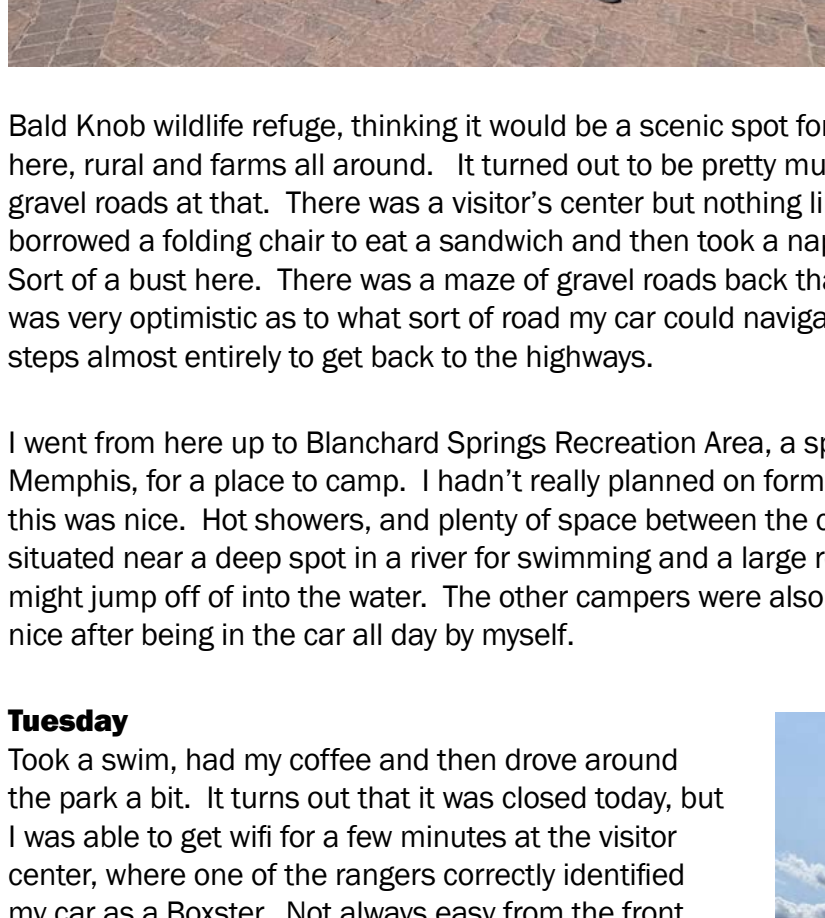 Bald Knob wildlife refuge, thinking it would be a scenic spot for
here, rural and farms all around.   It turned out to be pretty mu
gravel roads at that.  There was a visitor’s center but nothing li
borrowed a folding chair to eat a sandwich and then took a nap
Sort of a bust here.  There was a maze of gravel roads back tha
was very optimistic as to what sort of road my car could naviga
steps almost entirely to get back to the highways.
I went from here up to Blanchard Springs Recreation Area, a sp
Memphis, for a place to camp.  I hadn’t really planned on form
this was nice.  Hot showers, and plenty of space between the c
situated near a deep spot in a river for swimming and a large r
might jump off of into the water.  The other campers were also
nice after being in the car all day by myself.
Tuesday
Took a swim, had my coffee and then drove around
the park a bit.  It turns out that it was closed today, but
I was able to get wifi for a few minutes at the visitor
center, where one of the rangers correctly identified
my car as a Boxster.  Not always easy from the front